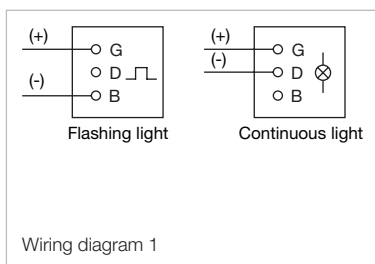 (+)
G
D
(-)
B
Flashing light
(+)
G
(-)
D
B
Continuous light
Wiring diagram 1